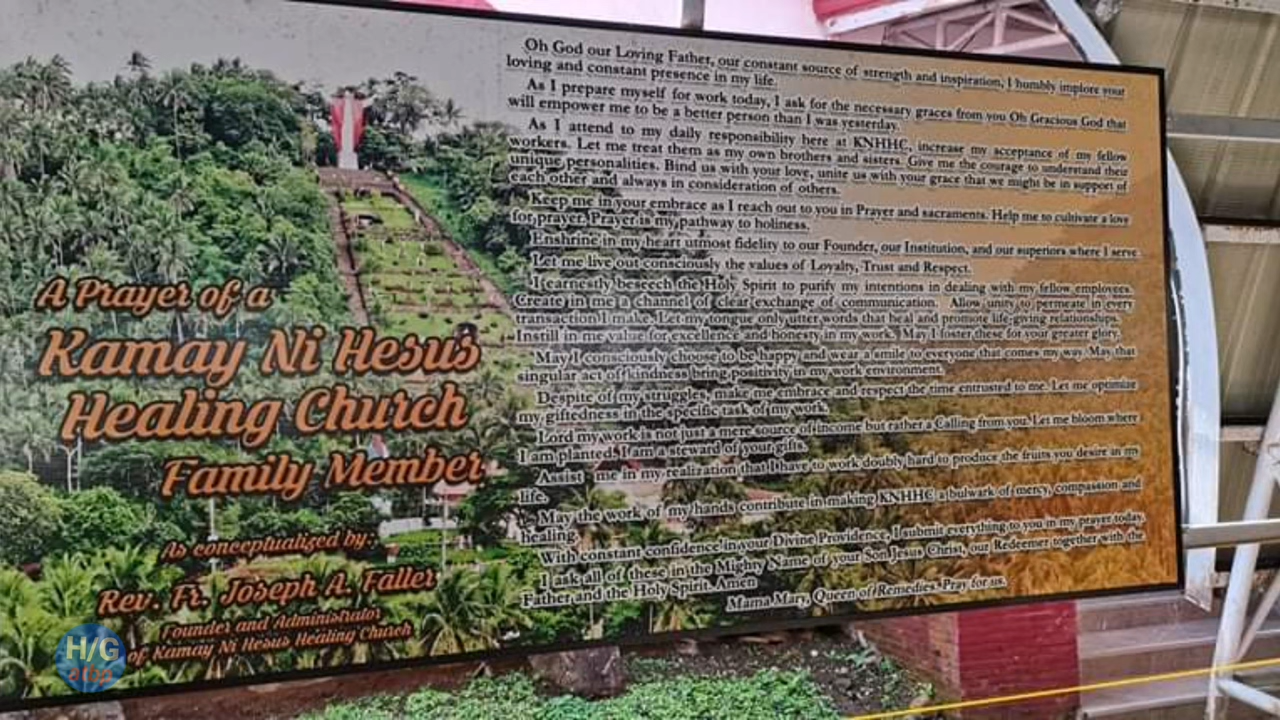 A Prayer of a
Kamay Ni Hesus
Healing Church
Family Member
As conceptualized by:
Rev. Fr. Joseph A. Faller
Founder and Administrator
of Kamay Ni Hesus Healing Church
Oh God our Loving Father, our constant source of strength and inspiration, I humbly implore your
loving and constant presence in my life.
As I prepare myself for work today, I ask for the necessary graces from you Oh Gracious God that
will empower me to be a better person than I was yesterday.
As I attend to my daily responsibility here at KNHHC, increase my acceptance of my fellow
workers. Let me treat them as my own brothers and sisters. Give me the courage to understand their
unique personalities. Bind us with your love, unite us with your grace that we might be in support of
each other and always in consideration of others.
Keep me in your embrace as I reach out to you in Prayer and sacraments. Help me to cultivate a love
for prayer. Prayer is my pathway to holiness.
Enshrine in my heart utmost fidelity to our Founder, our Institution, and our superiors where I serve
Let me live out consciously the values of Loyalty, Trust and Respect.
I earnestly beseech the Holy Spirit to purify my intentions in dealing with my fellow employees.
Create in me a channel of clear exchange of communication. Allow unity to permeate in every
transaction I make. Let my tongue only utter words that heal and promote life-giving relationships.
Instill in me value for excellence and honesty in my work. May I foster these for your greater glory.
May I consciously choose to be happy and wear a smile to everyone that comes my way. May that
singular act of kindness bring positivity in my work environment.
Despite of my struggles, make me embrace and respect the time entrusted to me. Let me optimize
my giftedness in the specific task of my work.
Lord my work is not just a mere source of income but rather a Calling from you. Let me bloom where
I am planted. I am a steward of your gifts.
Assist me in my realization that I have to work doubly hard to produce the fruits you desire in my
life.
May the work of my hands contribute in making KNHHC a bulwark of mercy, compassion and
healing.
With constant confidence in your Divine Providence, I submit everything to you in my prayer today.
I ask all of these in the Mighty Name of your Son Jesus Christ, our Redeemer together with the
Father and the Holy Spirit. Amen
Mama Mary, Queen of Remedies. Pray for us.
H/G
atbp